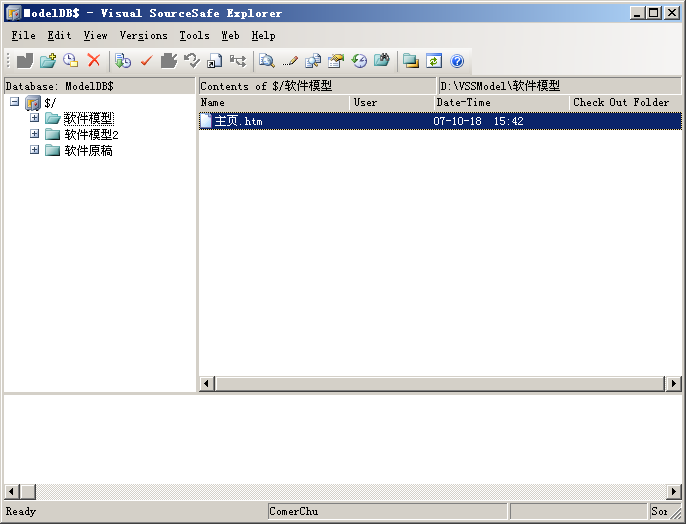 ModelDB$ - Visual SourceSafe Explorer
File Edit View Versions Tools Web Help
Database: ModelDB$
Contents of $/软件模型
D:\VSSModel\软件模型
$/
软件模型
软件模型2
软件原稿
Name User Date-Time Check Out Folder
主页.htm 07-10-18 15:42
Ready ComerChu